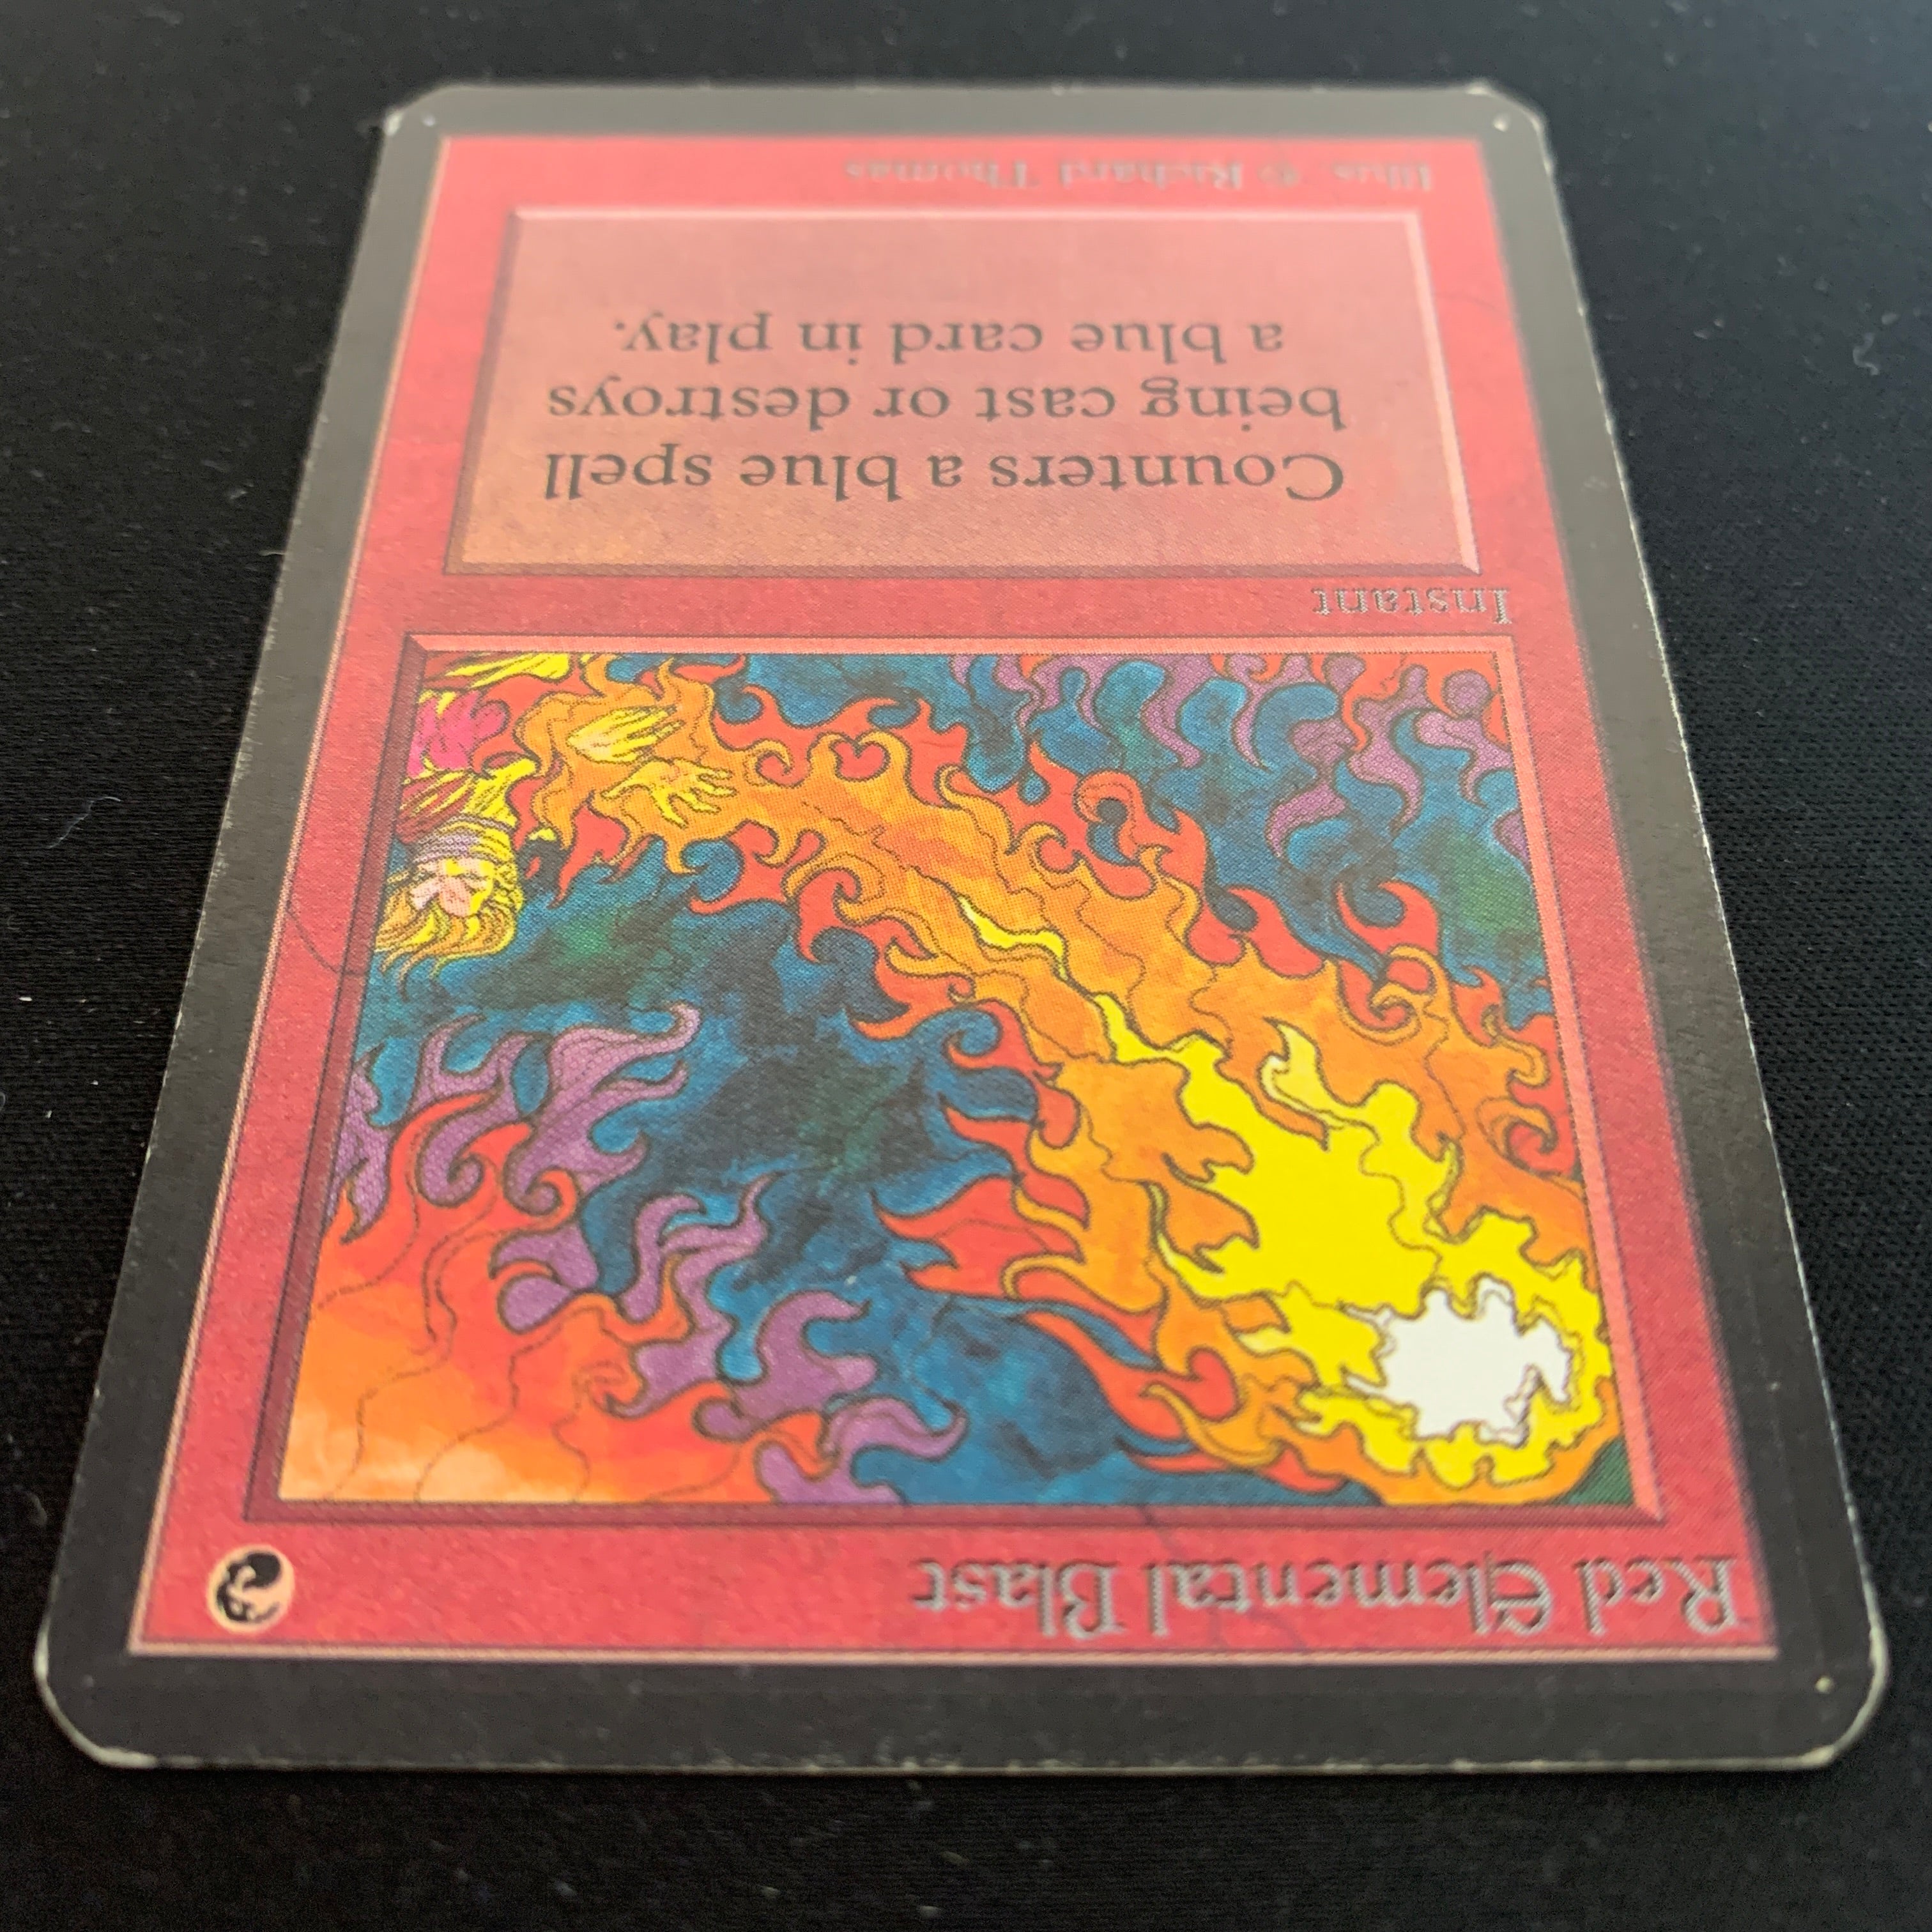 Red Elemental Blast
Instant
Counters a blue spell
being cast or destroys
a blue card in play.
Illus. © Richard Thomas